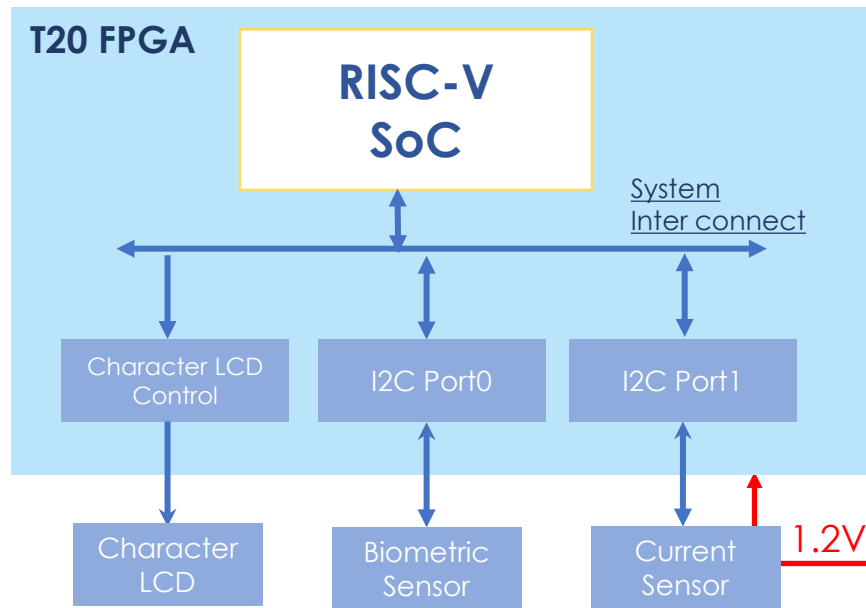 T20 FPGA
RISC-V
SoC
System
Inter connect
Character LCD
Control
I2C Port0
I2C Port1
Character
LCD
Biometric
Sensor
Current
Sensor
1.2V